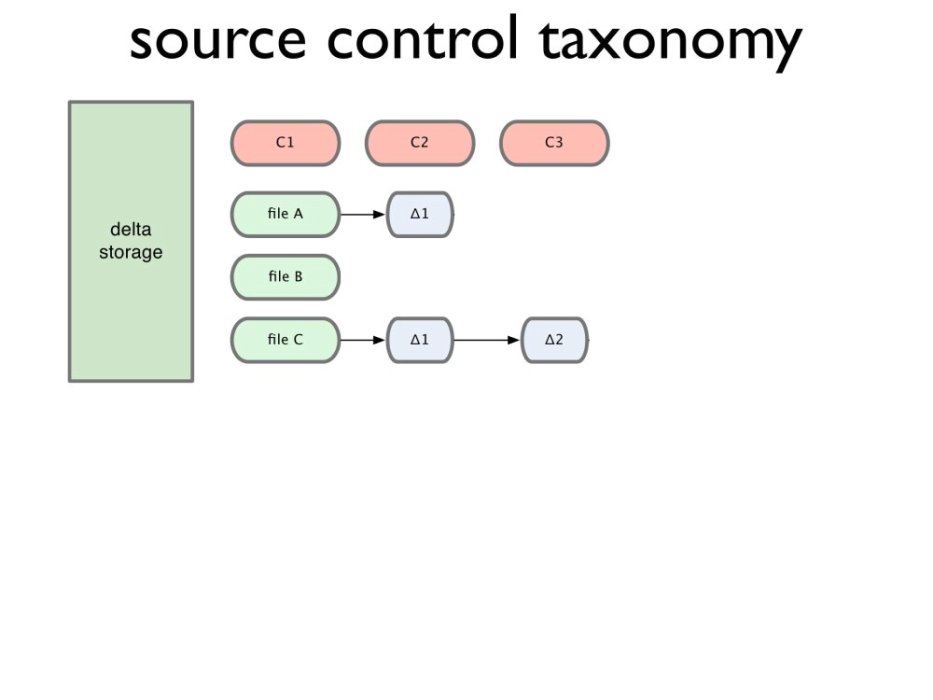 source control taxonomy
delta
storage
C1 C2 C3
file A Δ1
file B
file C Δ1 Δ2